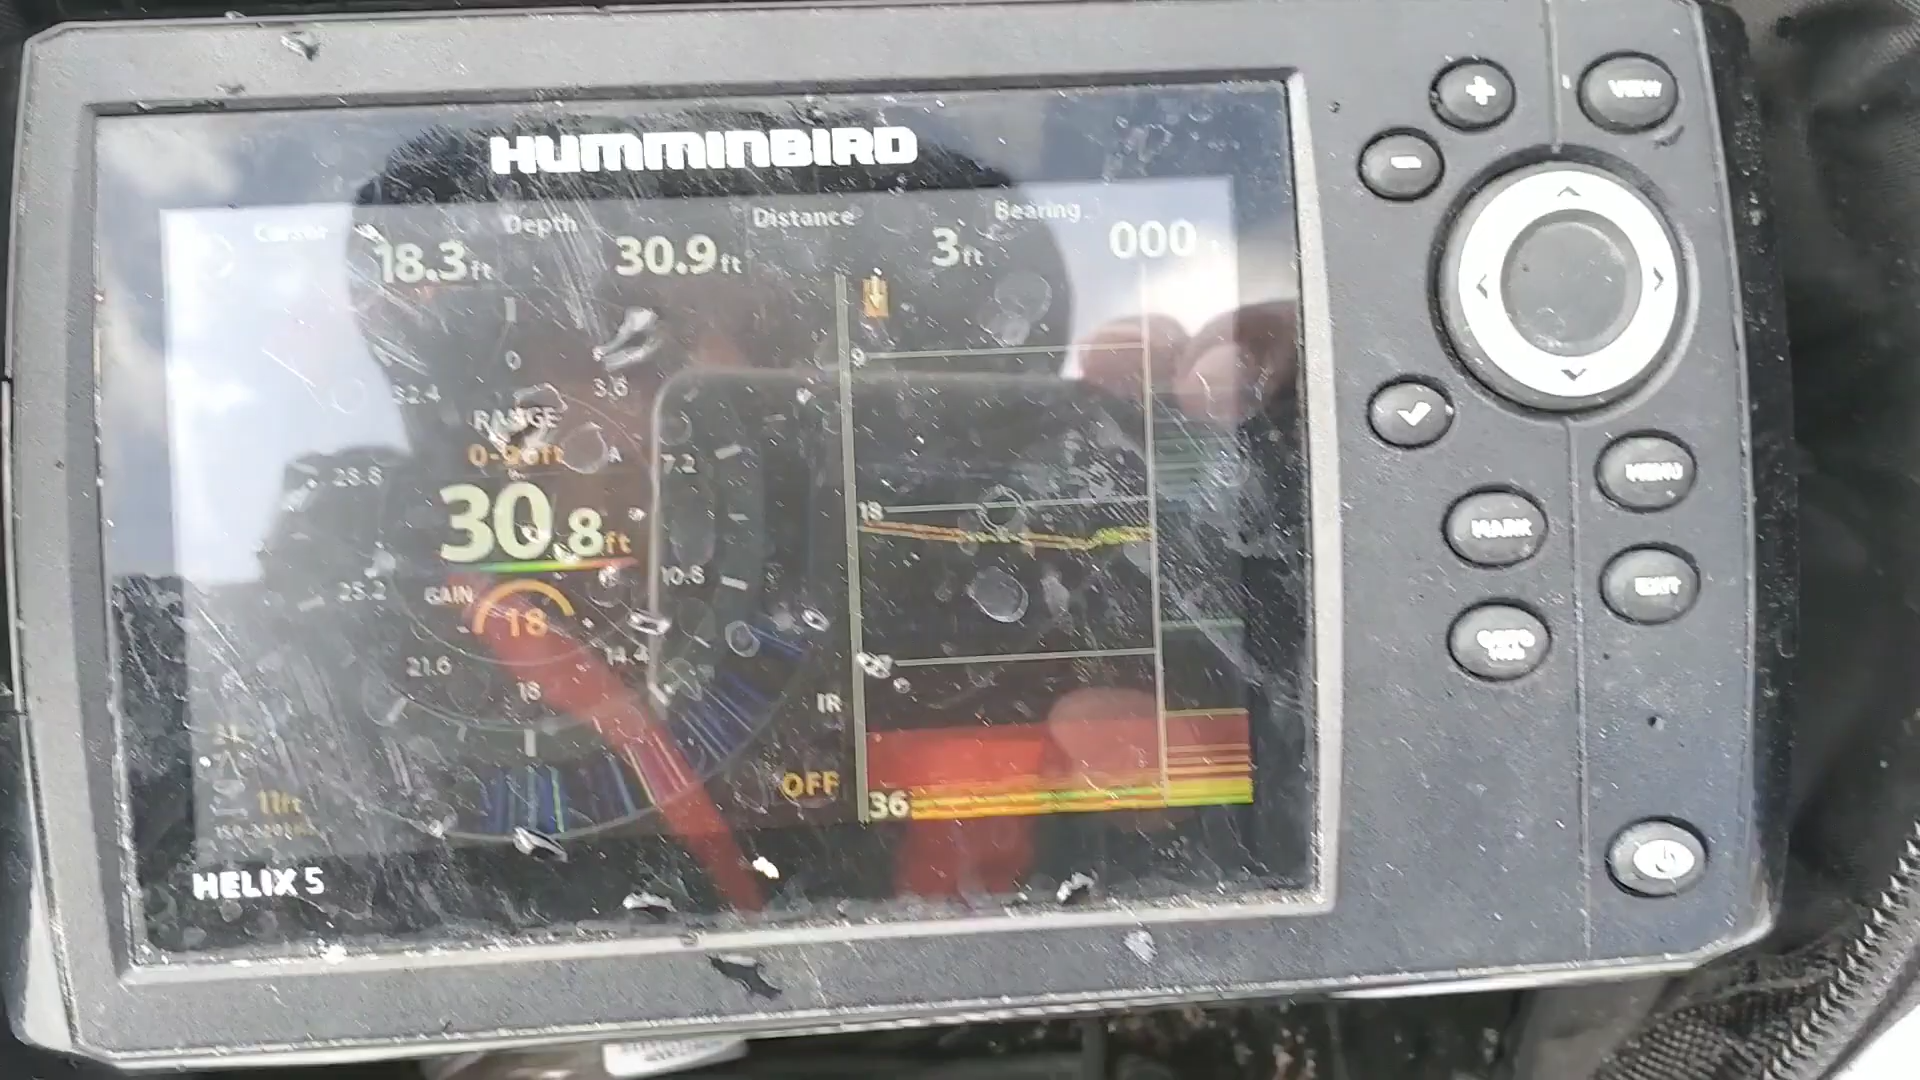 HUMMINBIRD
Cursor 18.3ft Depth 30.9ft Distance 3ft Bearing 000
0
32.4 3.6
RANGE
28.8 7.2
30.8ft
25.2 10.8
GAIN
18
21.6 14.4
18
IR
OFF
11ft
9
18
36
HELIX 5
+
-
VIEW
MENU
MARK
EXIT